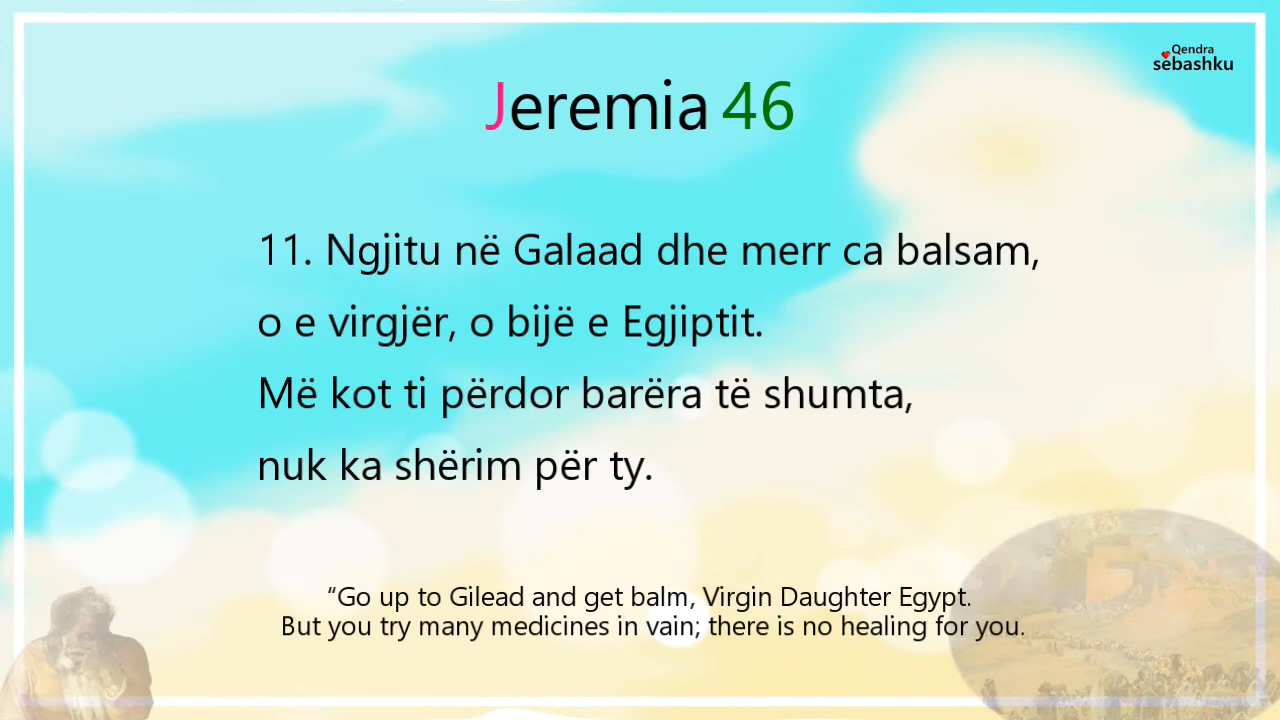 Qendra
sëbashku
Jeremia 46
11. Ngjitu në Galaad dhe merr ca balsam,
o e virgjër, o bijë e Egjiptit.
Më kot ti përdor barëra të shumta,
nuk ka shërim për ty.
“Go up to Gilead and get balm, Virgin Daughter Egypt.
But you try many medicines in vain; there is no healing for you.